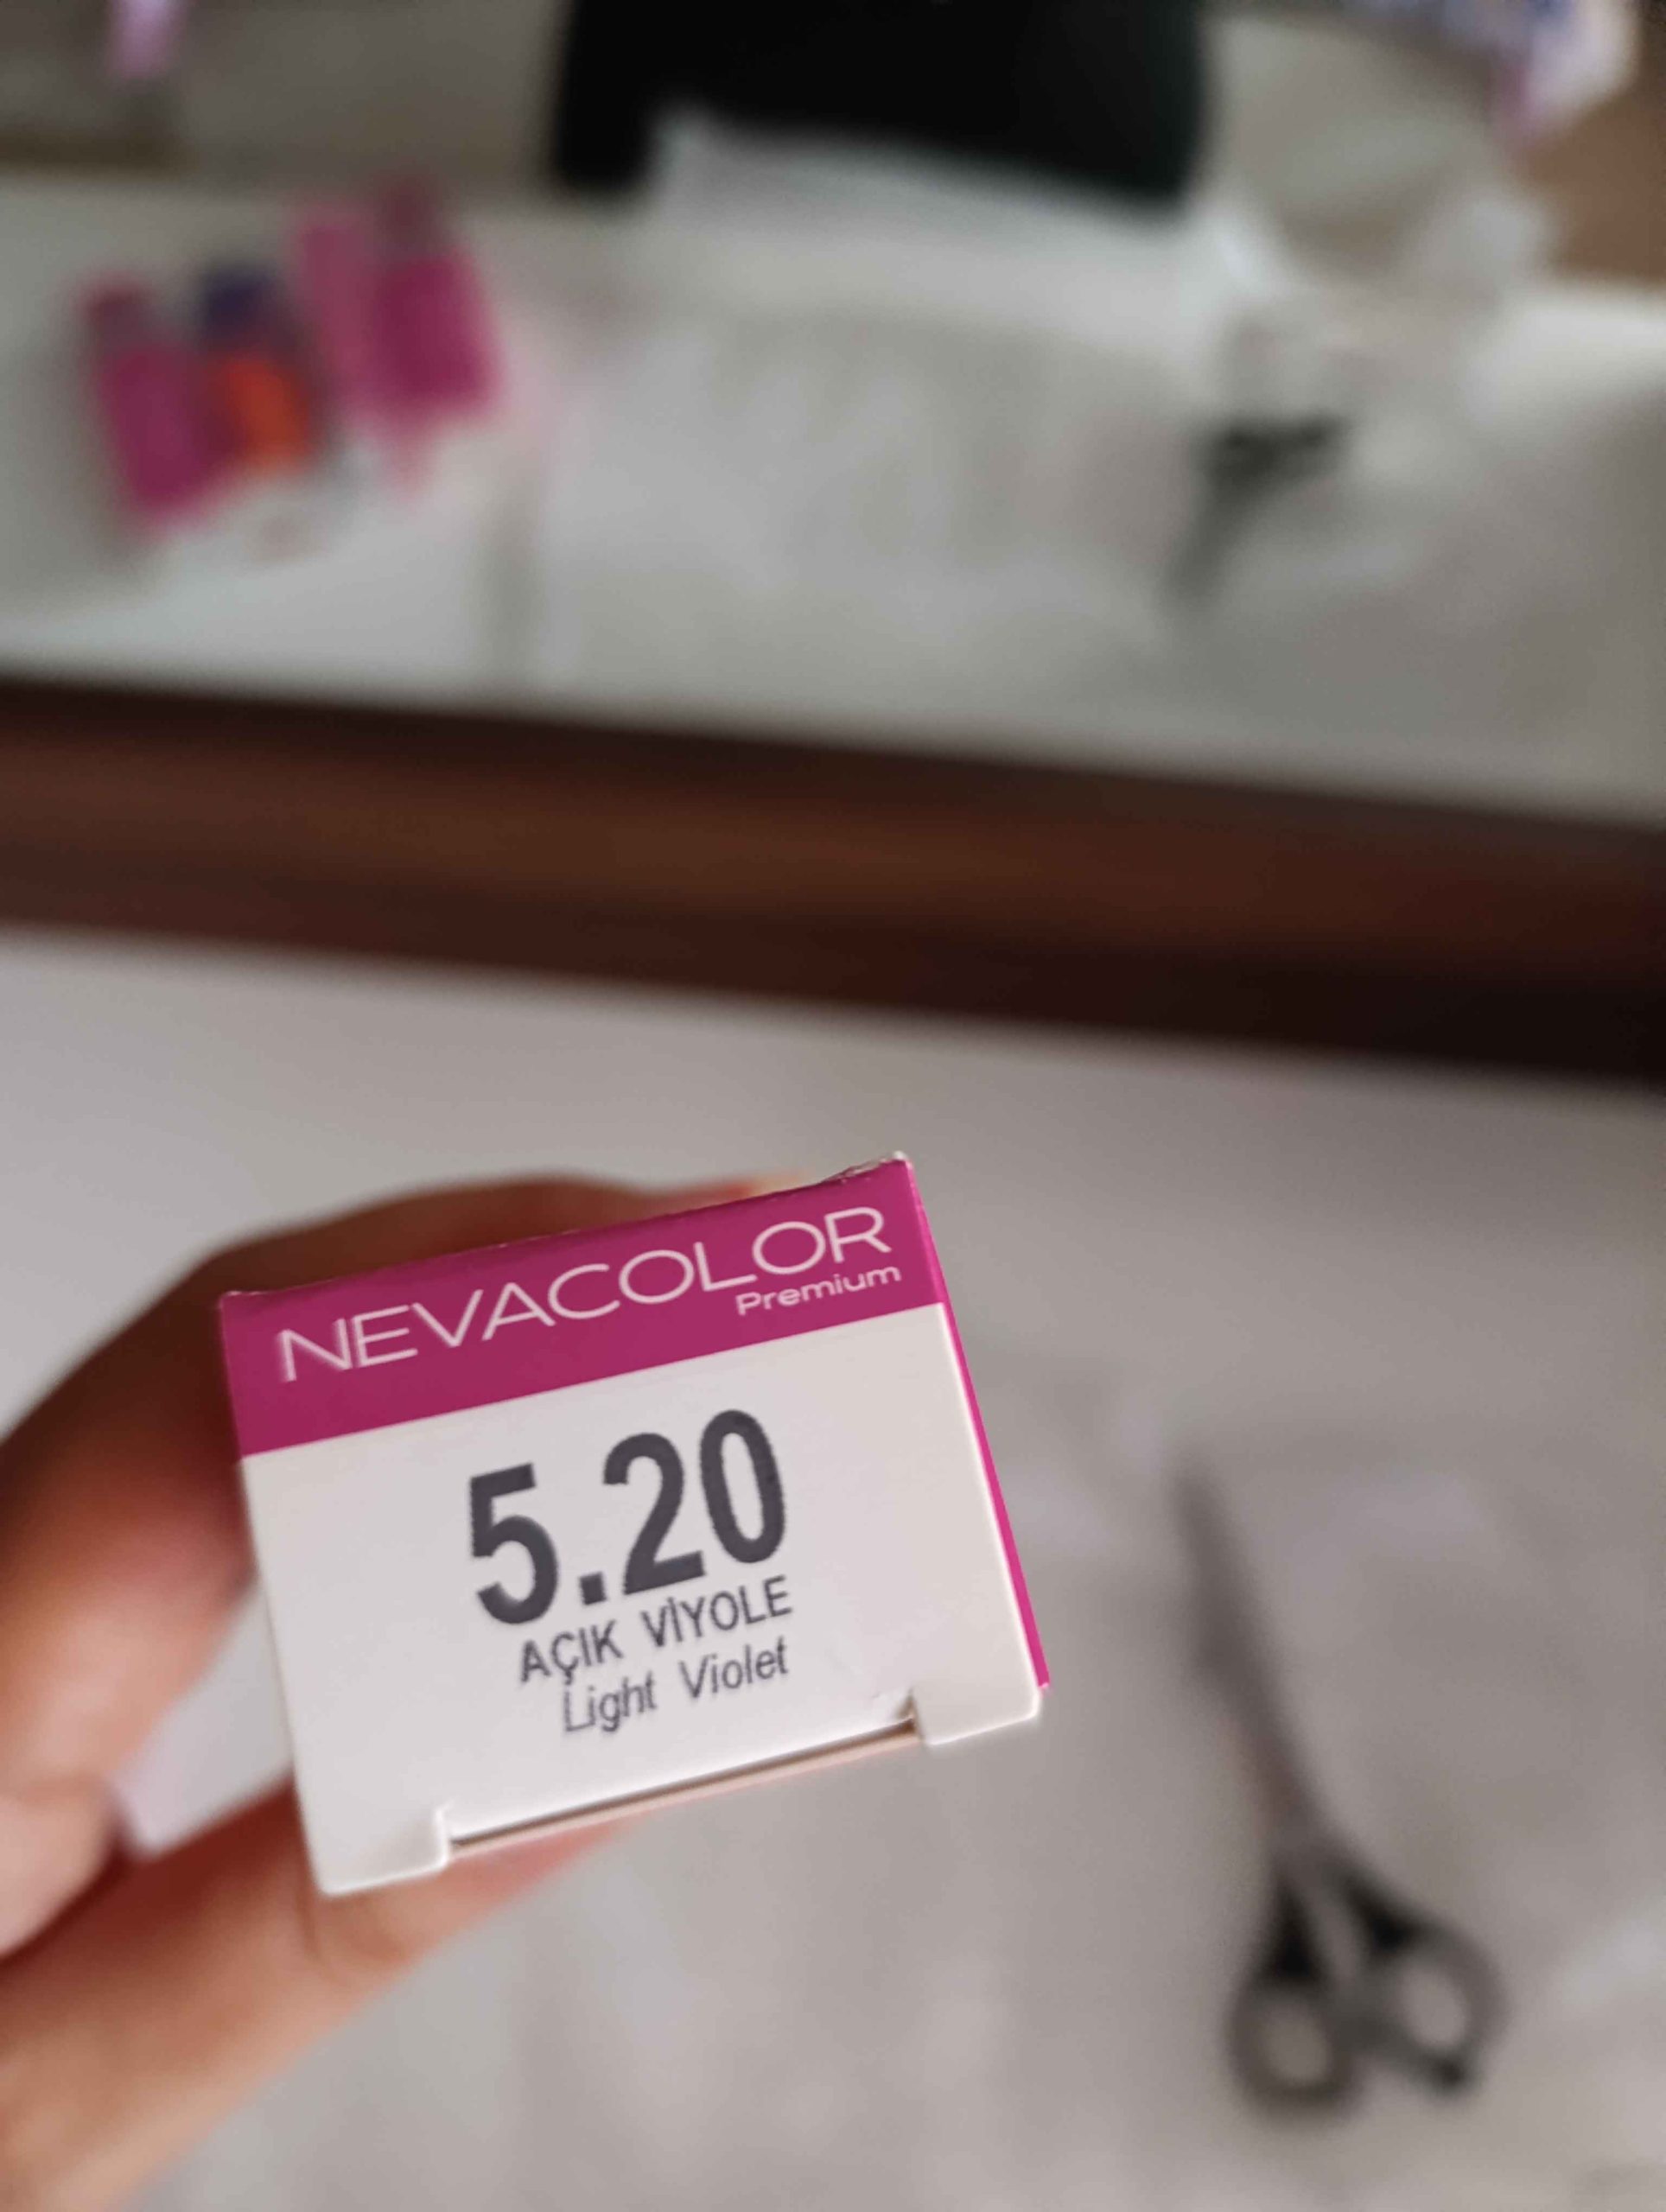 NEVACOLOR
Premium
5.20
AÇIK VİYOLE
Light Violet